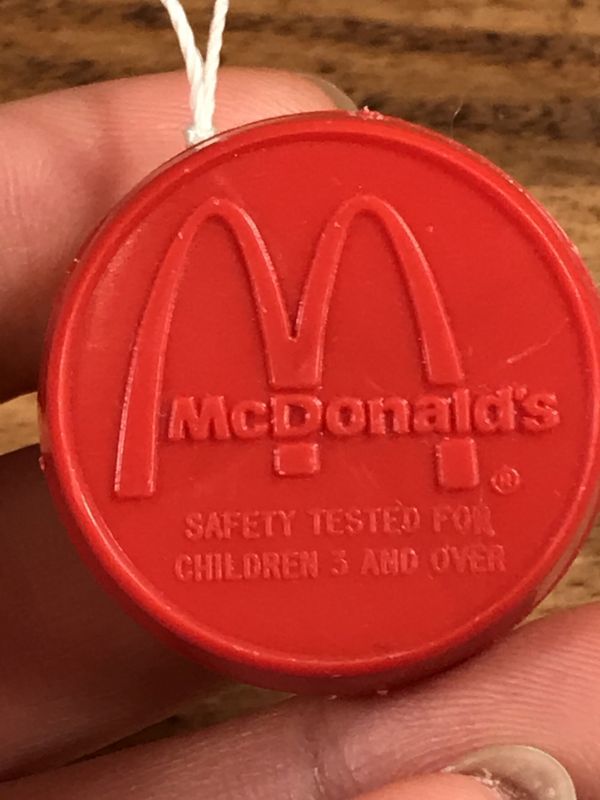 McDonald's
®
SAFETY TESTED FOR
CHILDREN 3 AND OVER